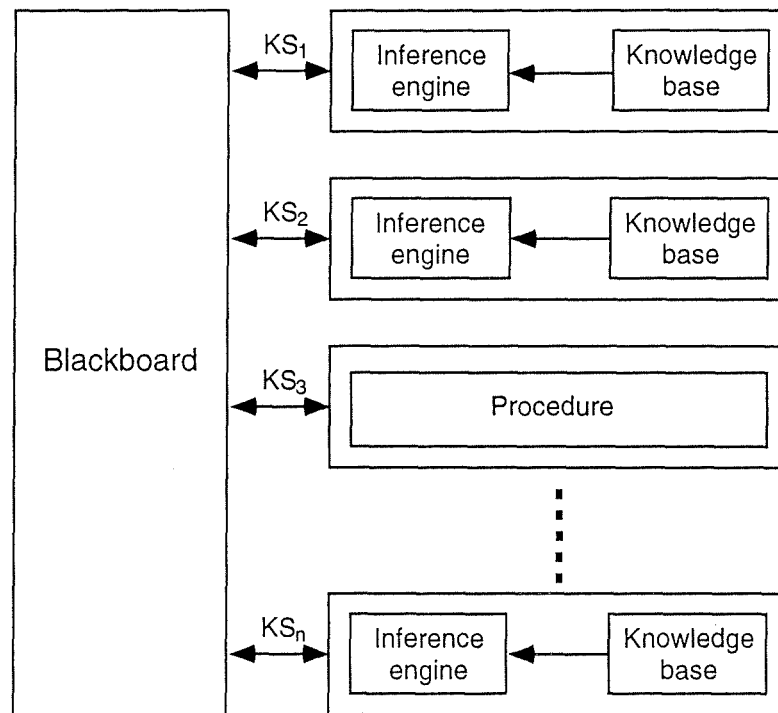 KS₁
Inference
engine
Knowledge
base
KS₂
Inference
engine
Knowledge
base
Blackboard
KS₃
Procedure
KSₙ
Inference
engine
Knowledge
base